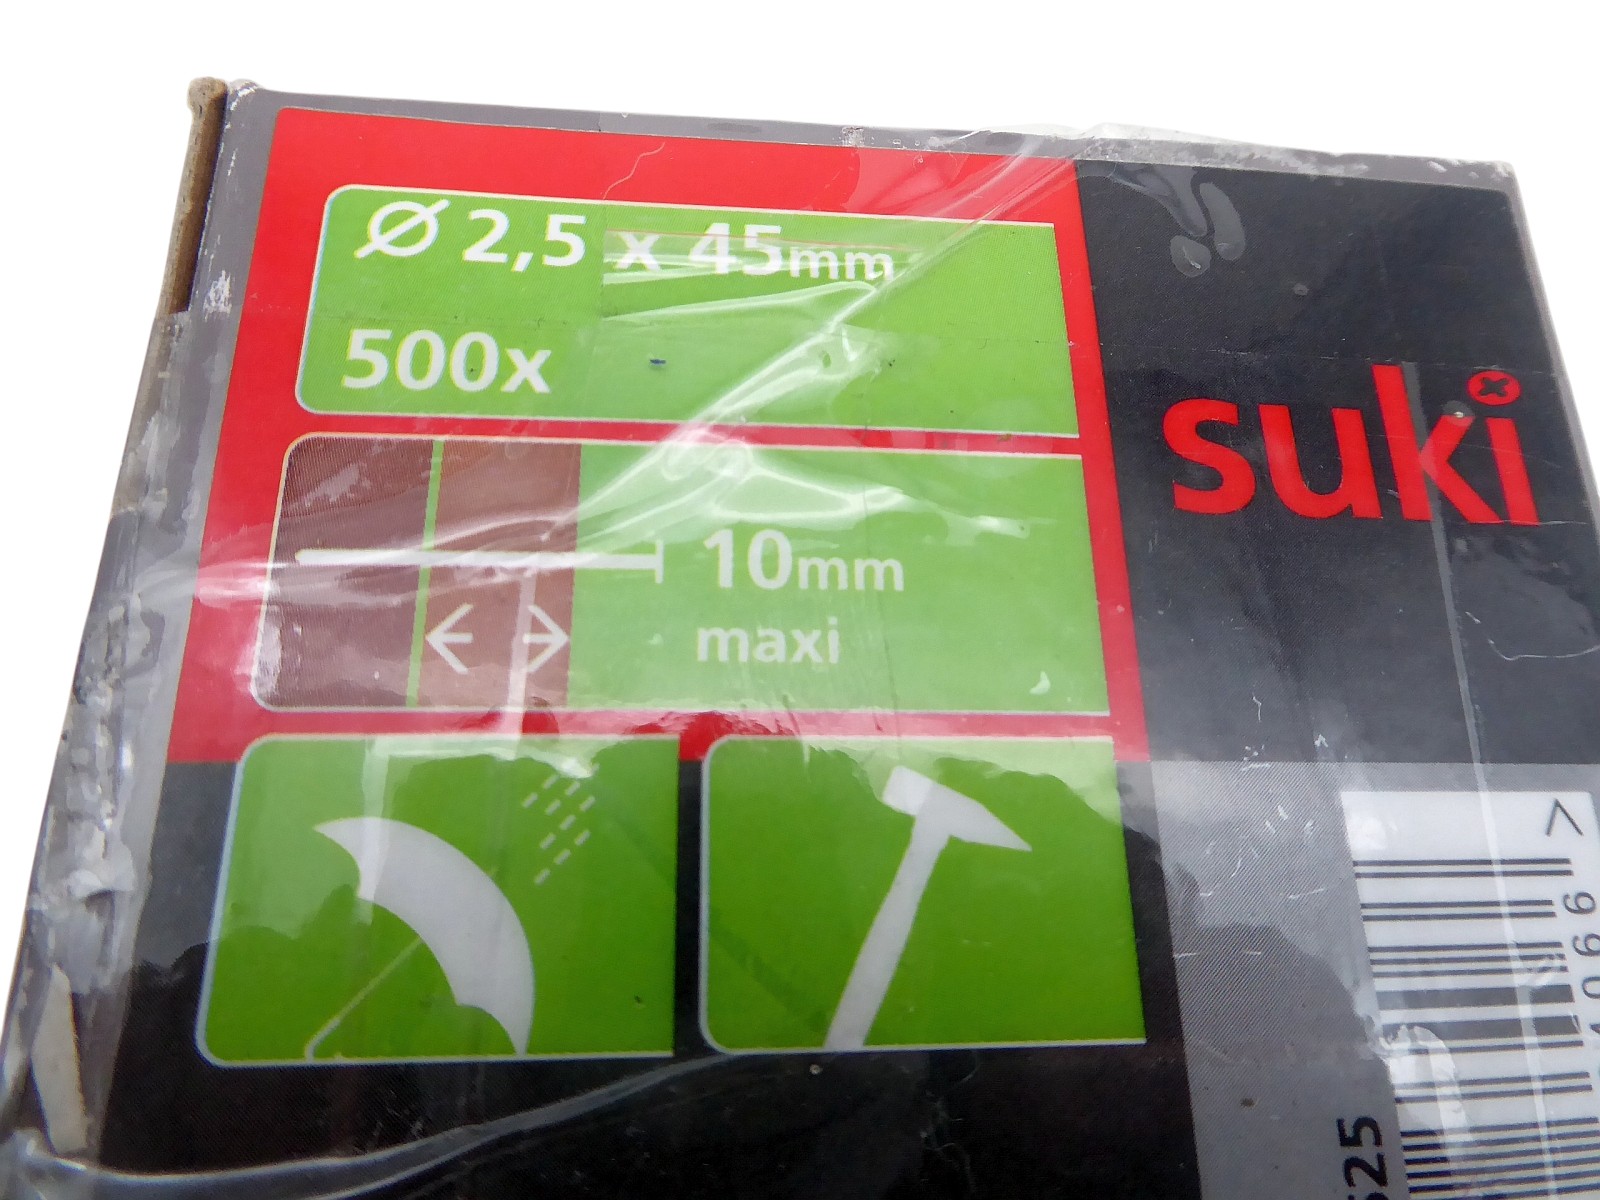 Ø 2,5 x 45mm
500x
suki
10mm
maxi